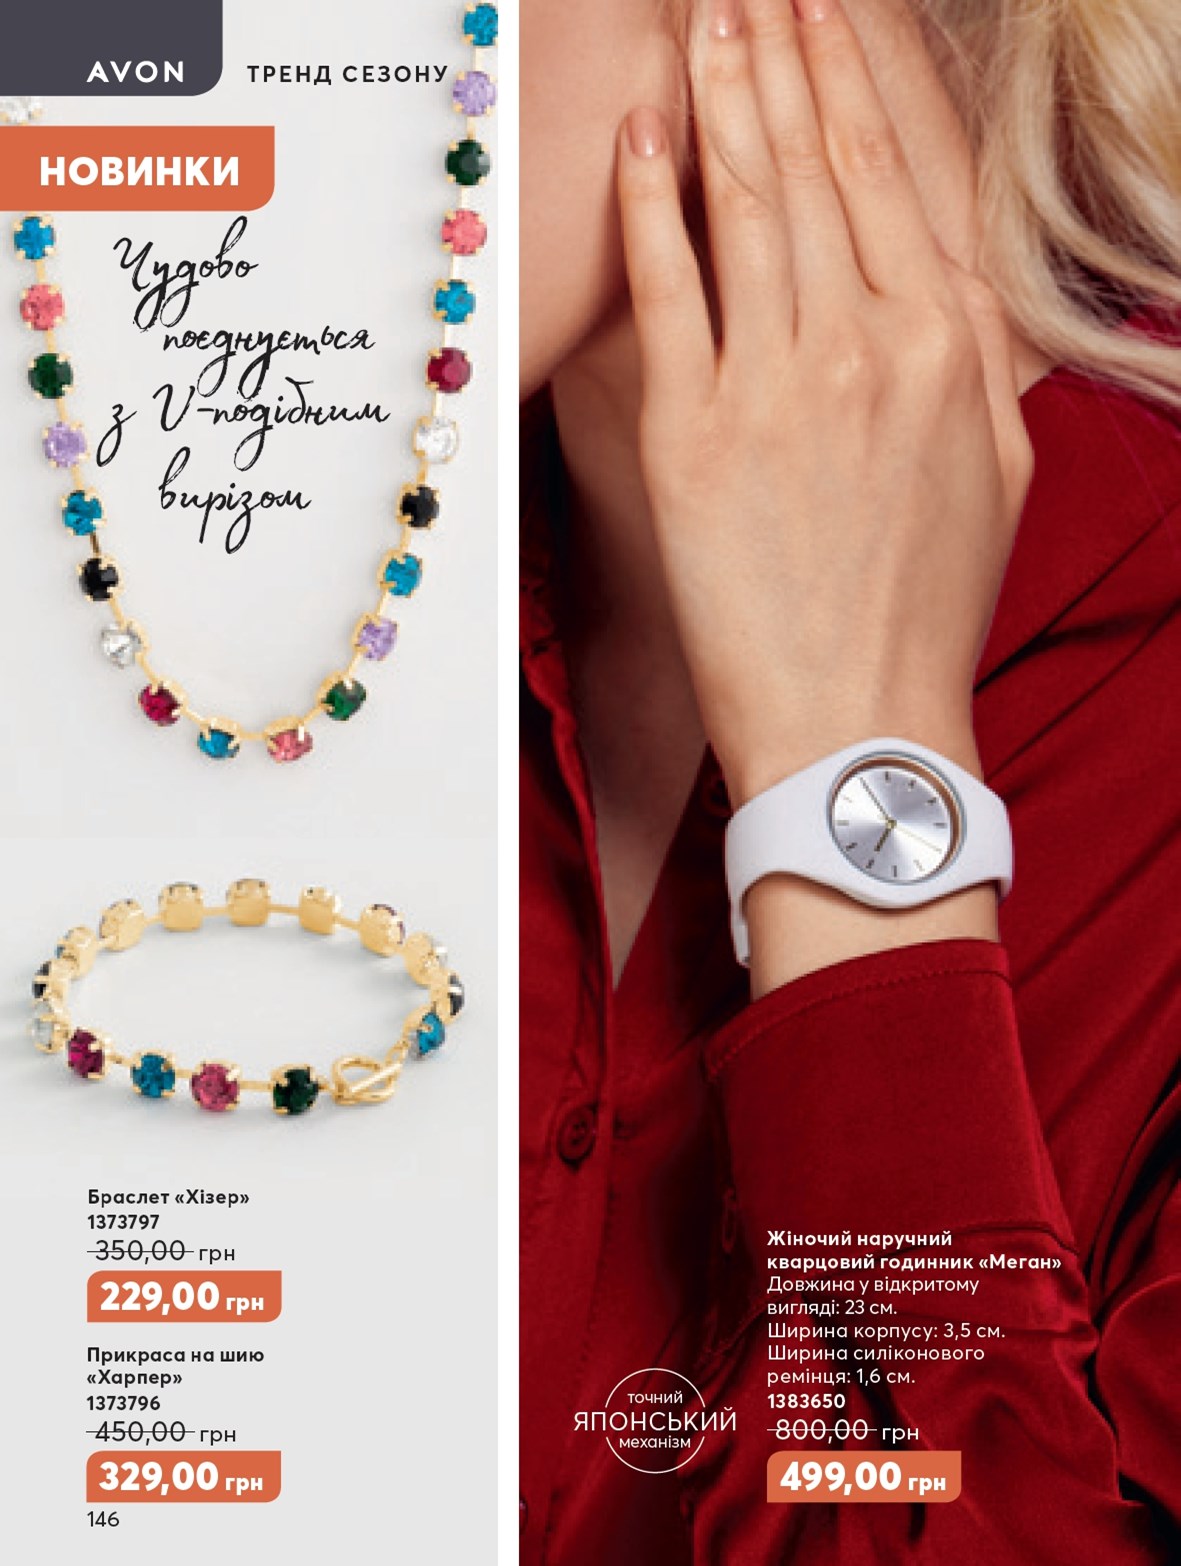 AVON
ТРЕНД СЕЗОНУ
НОВИНКИ
Чудово
поєднується
з V-подібним
вирізом
Браслет «Хізер»
1373797
350,00 грн
229,00 грн
Прикраса на шию
«Харпер»
1373796
450,00 грн
329,00 грн
146
точний
ЯПОНСЬКИЙ
механізм
Жіночий наручний
кварцовий годинник «Меган»
Довжина у відкритому
вигляді: 23 см.
Ширина корпусу: 3,5 см.
Ширина силіконового
ремінця: 1,6 см.
1383650
800,00 грн
499,00 грн